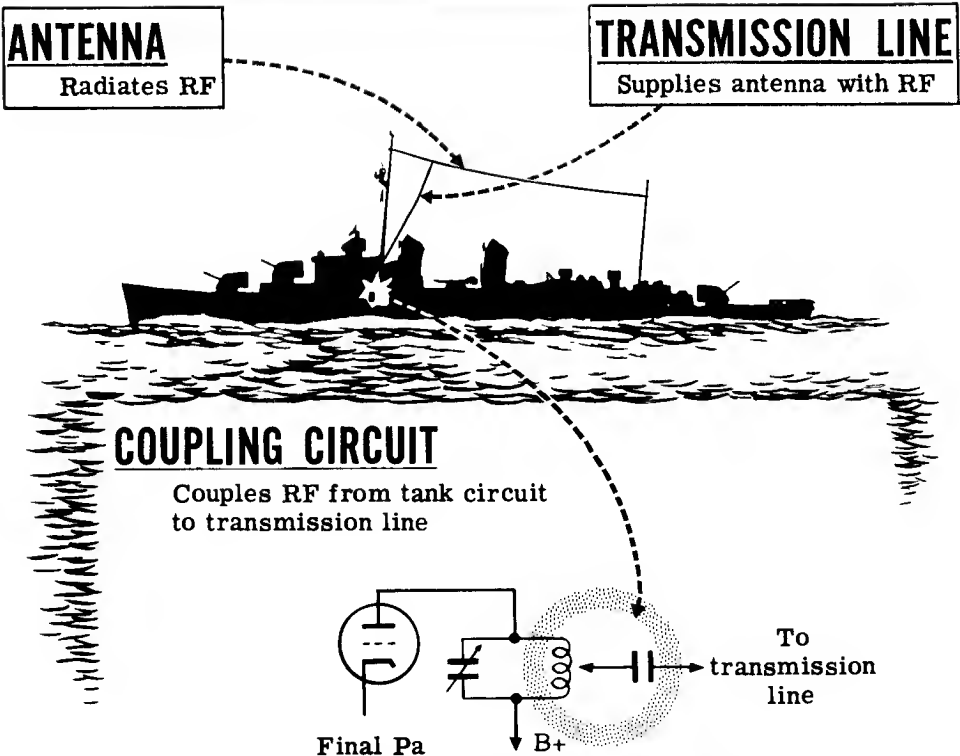 ANTENNA
Radiates RF
TRANSMISSION LINE
Supplies antenna with RF
COUPLING CIRCUIT
Couples RF from tank circuit
to transmission line
To
transmission
line
B+
Final Pa